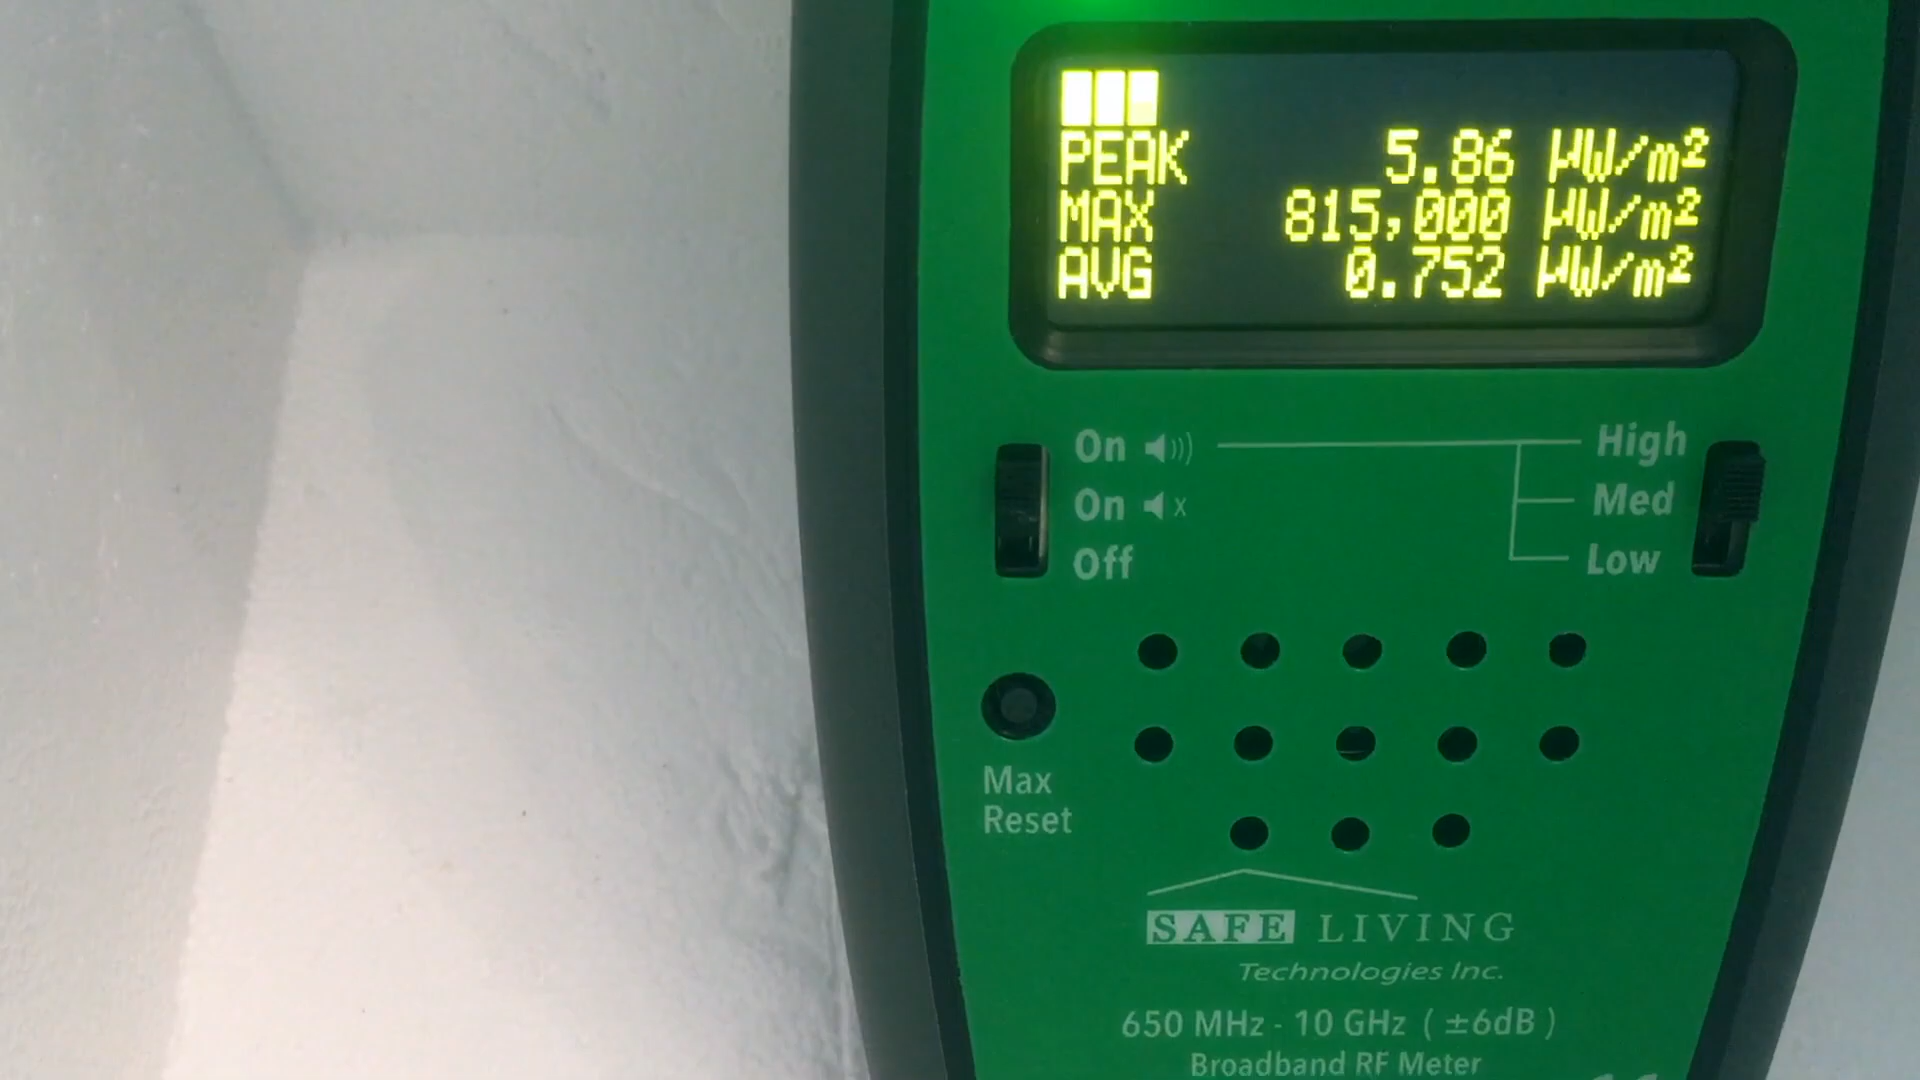 PEAK 5.86 µW/m²
MAX 815,000 µW/m²
AVG 0.752 µW/m²
On High
On x Med
Off Low
Max
Reset
SAFE LIVING
Technologies Inc.
650 MHz - 10 GHz ( ±6dB )
Broadband RF Meter